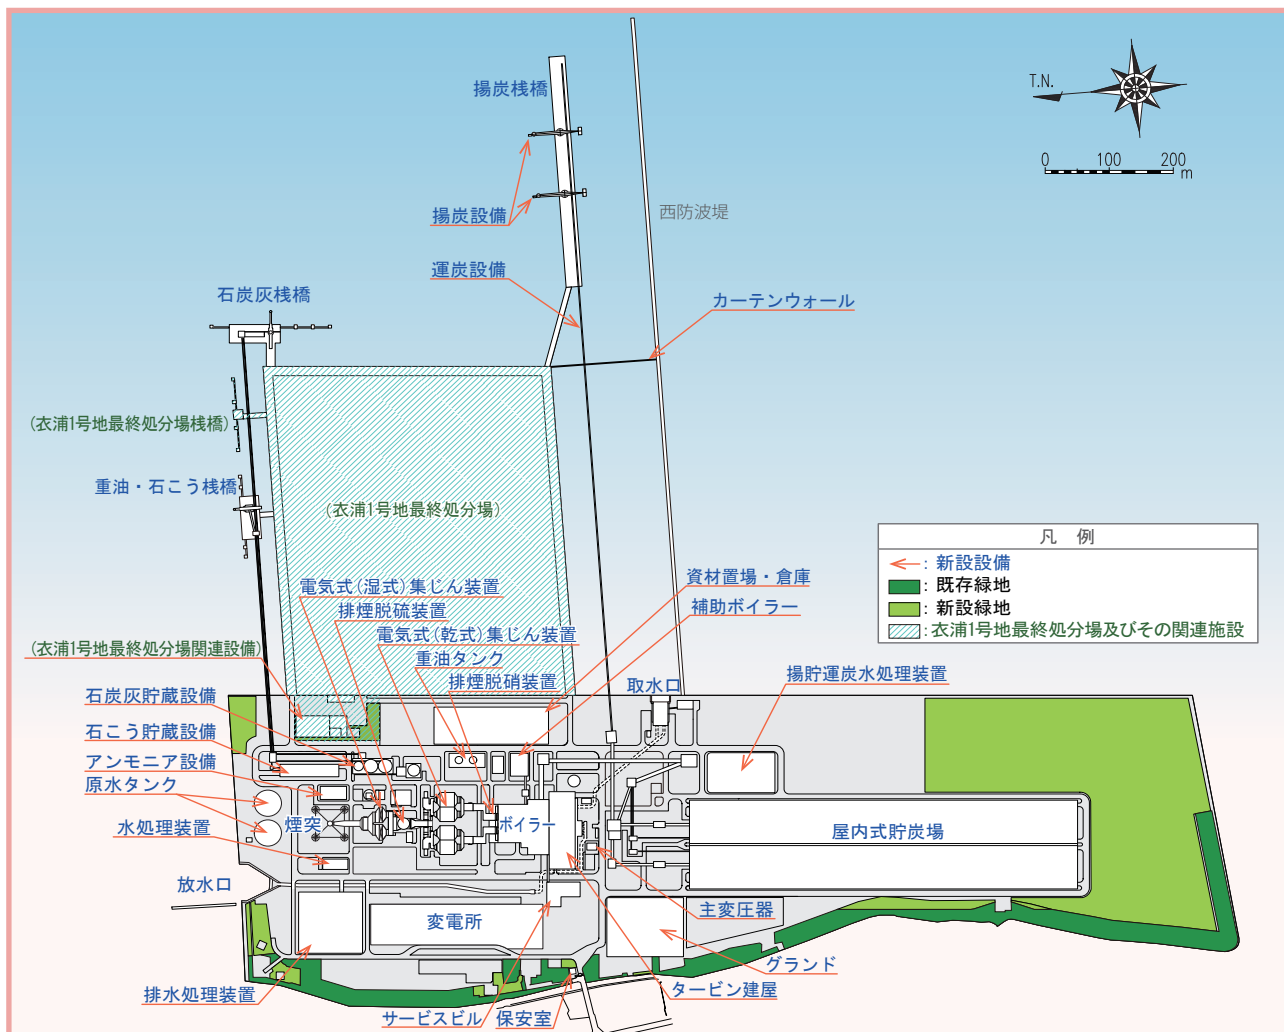 揚炭桟橋
T.N.
0 100 200
m
揚炭設備
西防波堤
運炭設備
石炭灰桟橋
カーテンウォール
(衣浦1号地最終処分場桟橋)
重油・石こう桟橋
(衣浦1号地最終処分場)
凡 例
: 新設設備
: 既存緑地
: 新設緑地
: 衣浦1号地最終処分場及びその関連施設
電気式(湿式)集じん装置
資材置場・倉庫
排煙脱硫装置
補助ボイラー
電気式(乾式)集じん装置
(衣浦1号地最終処分場関連設備)
重油タンク
排煙脱硝装置
取水口
揚貯運炭水処理装置
石炭灰貯蔵設備
石こう貯蔵設備
アンモニア設備
原水タンク
水処理装置
煙突
ボイラー
屋内式貯炭場
放水口
変電所
主変圧器
グランド
タービン建屋
排水処理装置
サービスビル
保安室